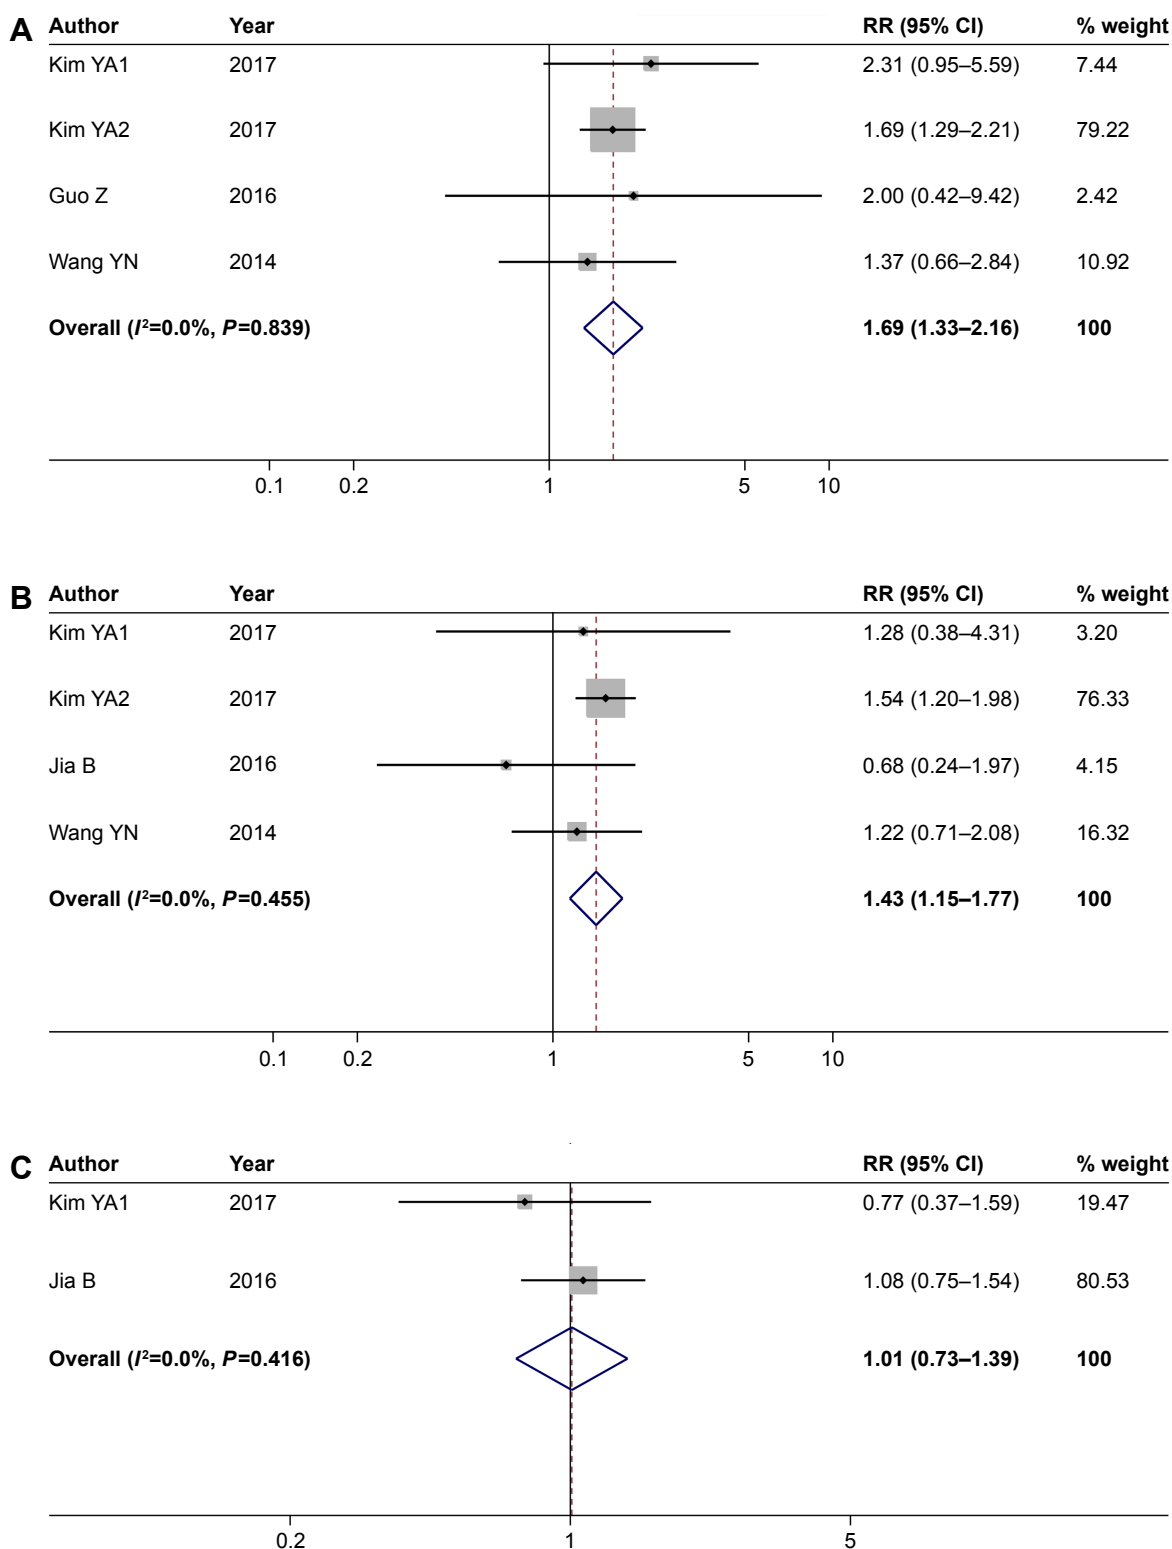 A Author Year RR (95% CI) % weight
Kim YA1 2017 2.31 (0.95–5.59) 7.44
Kim YA2 2017 1.69 (1.29–2.21) 79.22
Guo Z 2016 2.00 (0.42–9.42) 2.42
Wang YN 2014 1.37 (0.66–2.84) 10.92
Overall (I²=0.0%, P=0.839) 1.69 (1.33–2.16) 100
0.1 0.2 1 5 10
B Author Year RR (95% CI) % weight
Kim YA1 2017 1.28 (0.38–4.31) 3.20
Kim YA2 2017 1.54 (1.20–1.98) 76.33
Jia B 2016 0.68 (0.24–1.97) 4.15
Wang YN 2014 1.22 (0.71–2.08) 16.32
Overall (I²=0.0%, P=0.455) 1.43 (1.15–1.77) 100
0.1 0.2 1 5 10
C Author Year RR (95% CI) % weight
Kim YA1 2017 0.77 (0.37–1.59) 19.47
Jia B 2016 1.08 (0.75–1.54) 80.53
Overall (I²=0.0%, P=0.416) 1.01 (0.73–1.39) 100
0.2 1 5